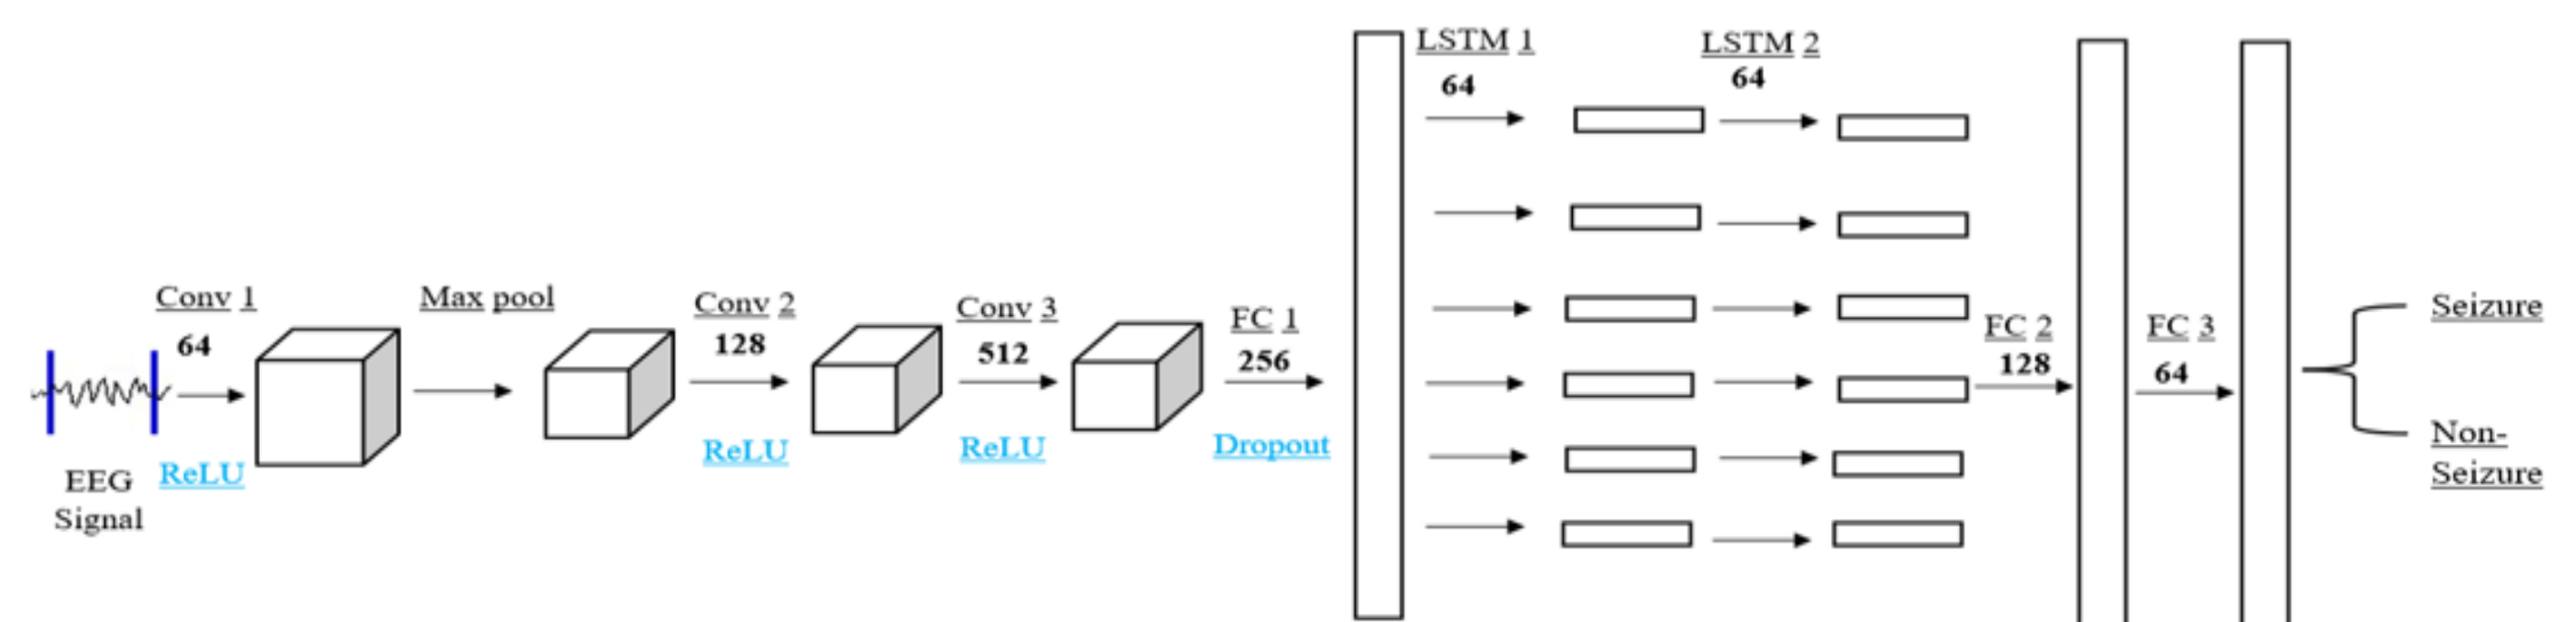 EEG
Signal
Conv 1
64
ReLU
Max pool
Conv 2
128
ReLU
Conv 3
512
ReLU
FC 1
256
Dropout
LSTM 1
64
LSTM 2
64
FC 2
128
FC 3
64
Seizure
Non-
Seizure